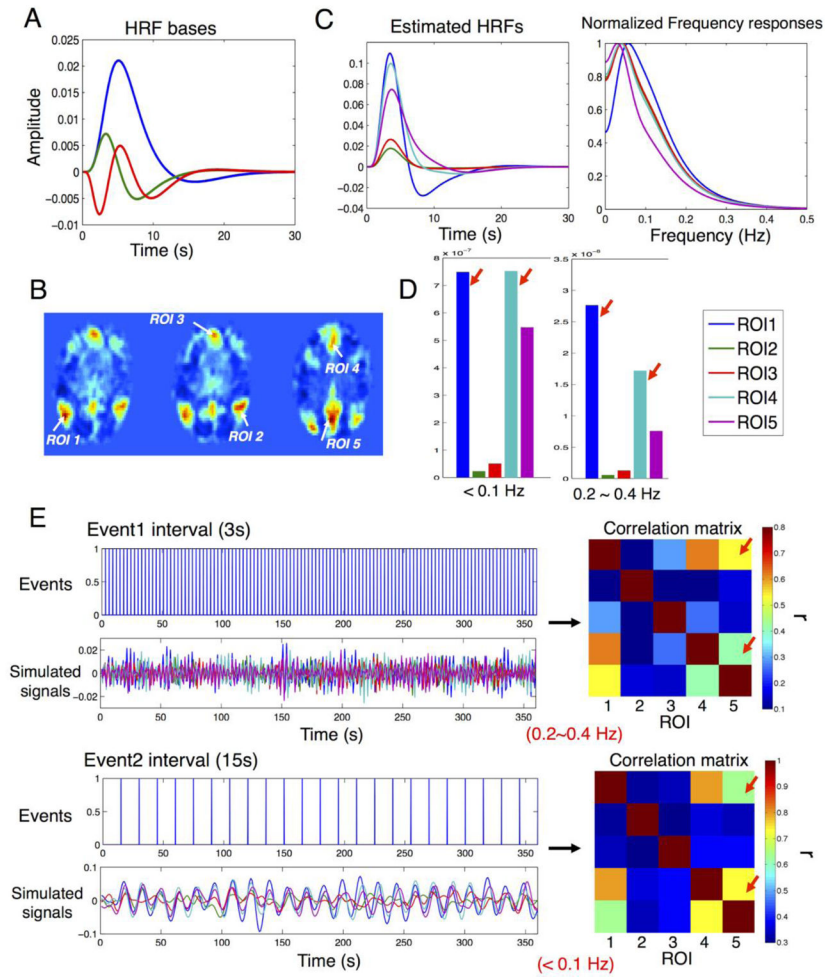 A
HRF bases
0.025
0.02
0.015
0.01
0.005
0
−0.005
−0.01
Amplitude
0 10 20 30
Time (s)
C
Estimated HRFs
0.1
0.08
0.06
0.04
0.02
0
−0.02
−0.04
0 10 20 30
Time (s)
Normalized Frequency responses
1
0.8
0.6
0.4
0.2
0
0 0.1 0.2 0.3 0.4 0.5
Frequency (Hz)
B
ROI 3
ROI 4
ROI 1
ROI 2
ROI 5
D
8
7
6
5
4
3
2
1
0
< 0.1 Hz
3.5
3
2.5
2
1.5
1
0.5
0
0.2 ~ 0.4 Hz
ROI1
ROI2
ROI3
ROI4
ROI5
E
Event1 interval (3s)
Events
1
0.5
0
0 50 100 150 200 250 300 350
Simulated
signals
0.02
0
−0.02
0 50 100 150 200 250 300 350
Time (s)
(0.2~0.4 Hz)
Correlation matrix
0.8
0.7
0.6
0.5
0.4
0.3
0.2
0.1
r
1 2 3 4 5
ROI
Event2 interval (15s)
Events
1
0.5
0
0 50 100 150 200 250 300 350
Simulated
signals
0.1
0
−0.1
0 50 100 150 200 250 300 350
Time (s)
(< 0.1 Hz)
Correlation matrix
1
0.9
0.8
0.7
0.6
0.5
0.4
0.3
r
1 2 3 4 5
ROI